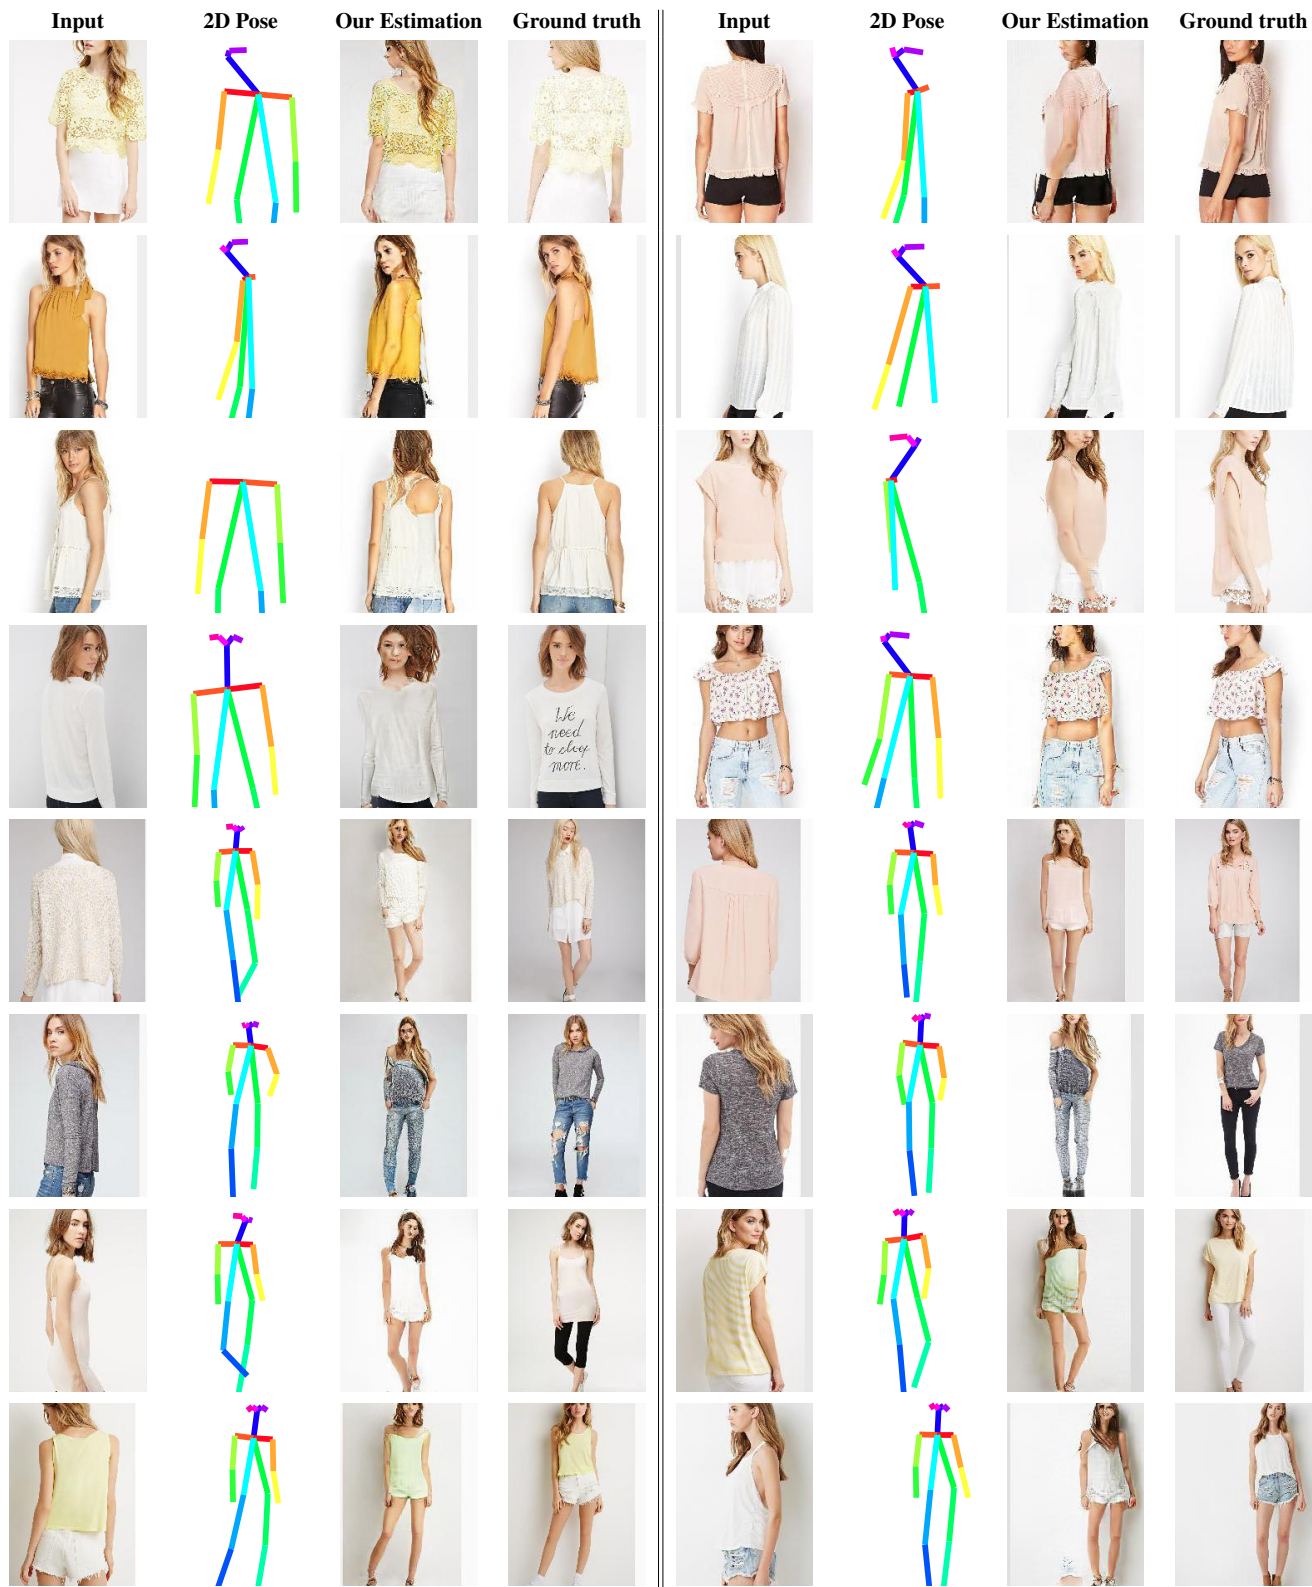 Input 2D Pose Our Estimation Ground truth Input 2D Pose Our Estimation Ground truth
We
need
to sleep
more.